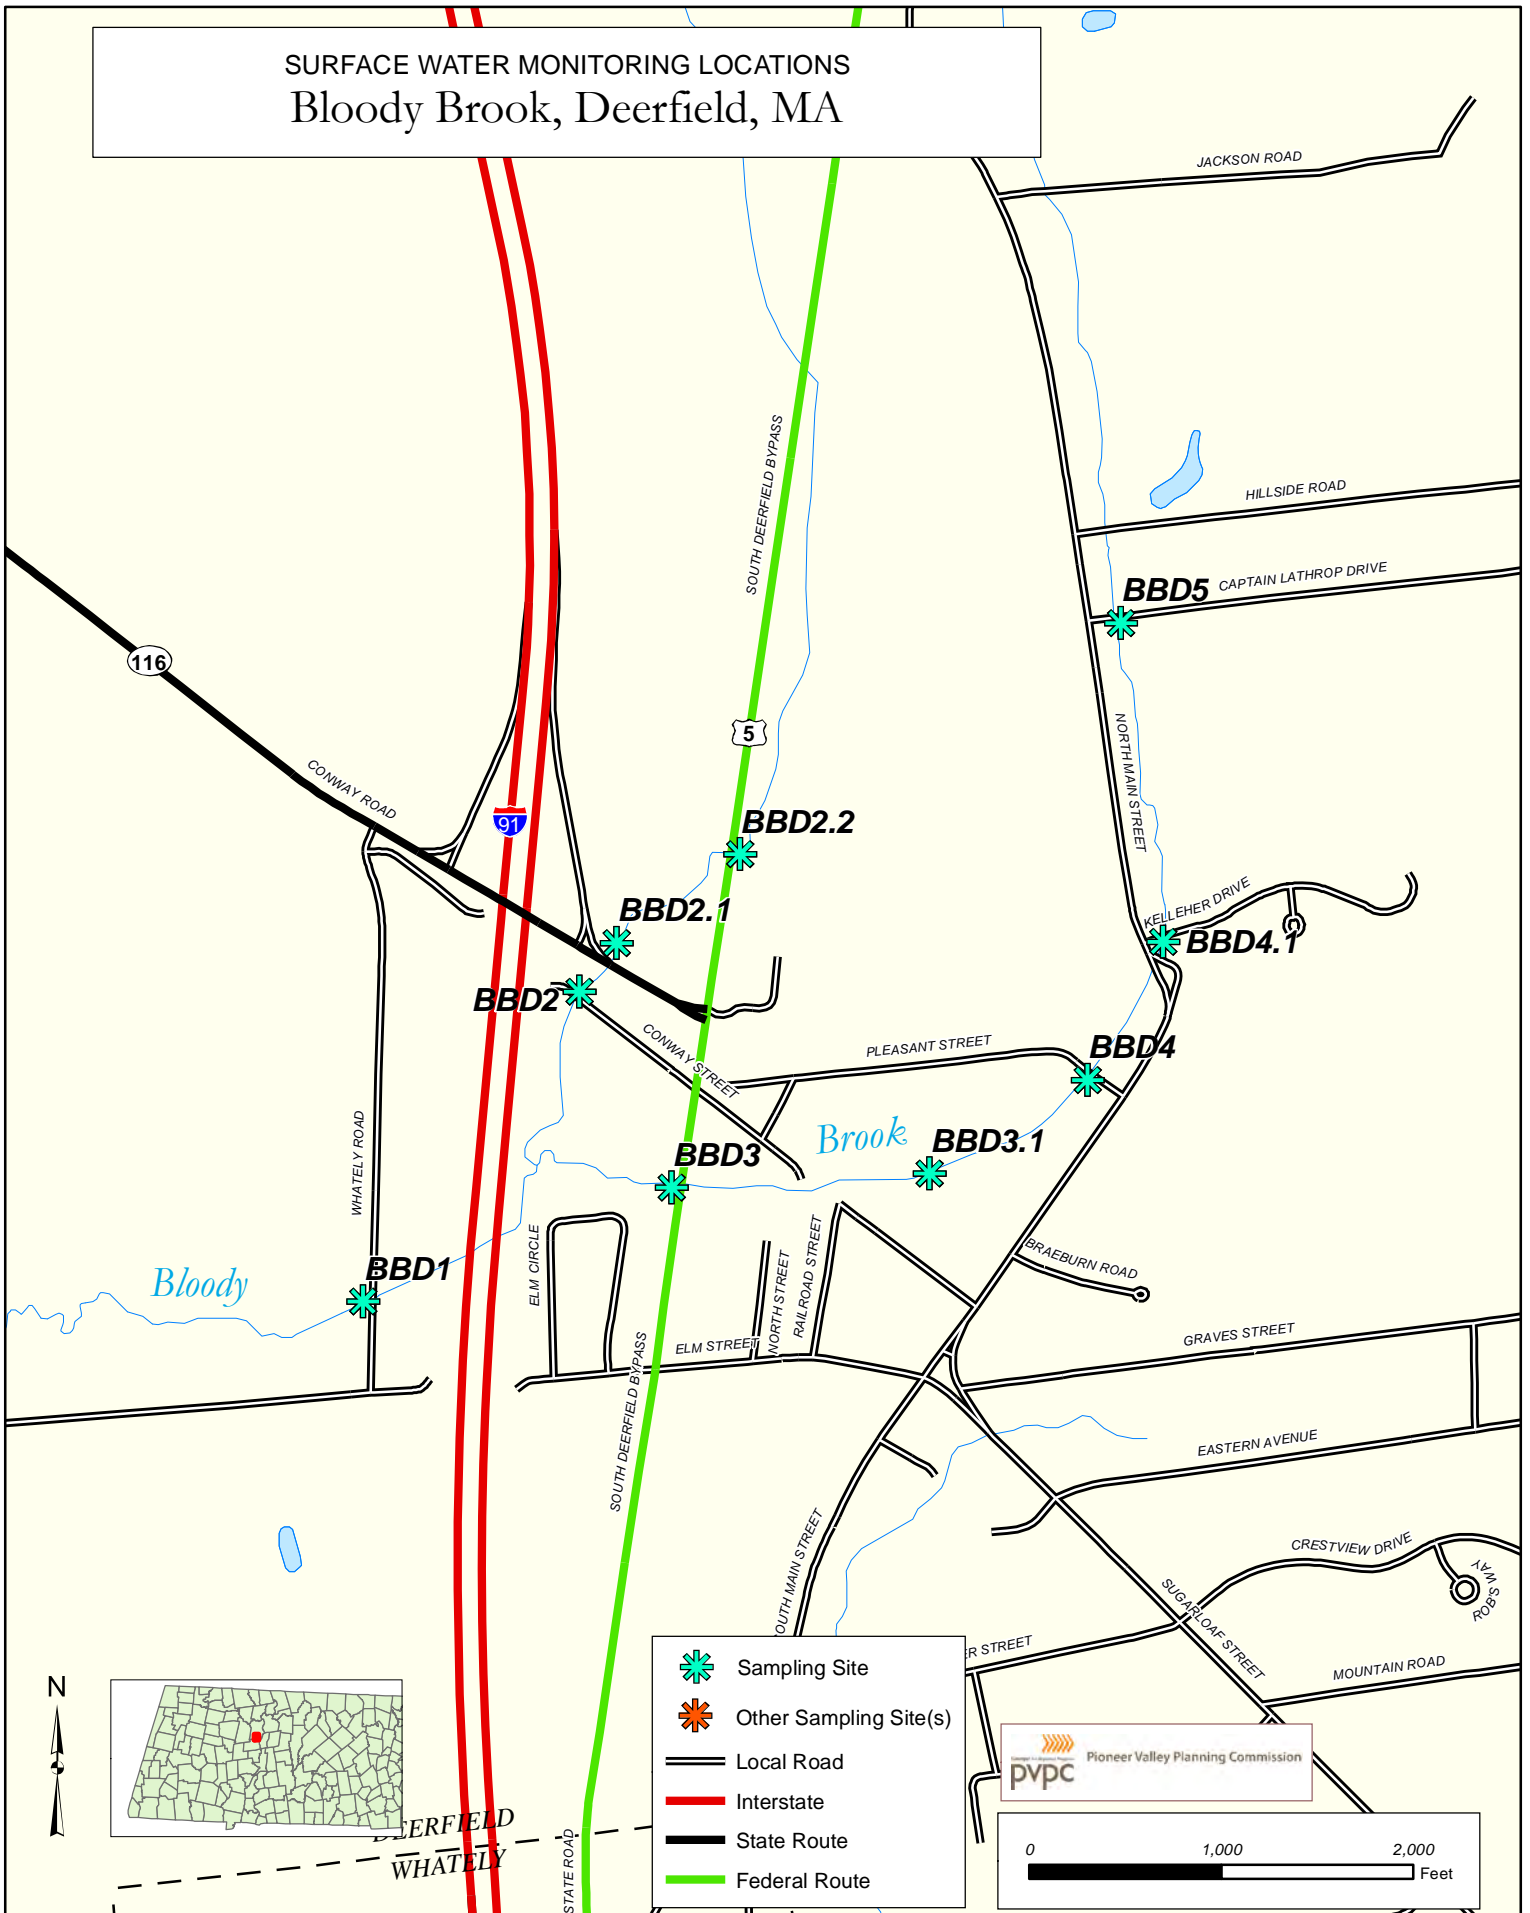 SURFACE WATER MONITORING LOCATIONS
Bloody Brook, Deerfield, MA
JACKSON ROAD
SOUTH DEERFIELD BYPASS
HILLSIDE ROAD
CAPTAIN LATHROP DRIVE
BBD5
116
5
NORTH MAIN STREET
CONWAY ROAD
91
BBD2.2
KELLEHER DRIVE
BBD2.1
BBD4.1
BBD2
CONWAY STREET
PLEASANT STREET
BBD4
WHATELY ROAD
Brook
BBD3.1
BBD3
ELM CIRCLE
NORTH STREET
RAILROAD STREET
BRAEBURN ROAD
Bloody
BBD1
ELM STREET
GRAVES STREET
SOUTH DEERFIELD BYPASS
EASTERN AVENUE
OUTH MAIN STREET
CRESTVIEW DRIVE
ROB'S WAY
SUGARLOAF STREET
ER STREET
MOUNTAIN ROAD
N
Sampling Site
Other Sampling Site(s)
Local Road
Interstate
State Route
Federal Route
pvpc
Pioneer Valley Planning Commission
EERFIELD
WHATELY
STATE ROAD
0 1,000 2,000
Feet